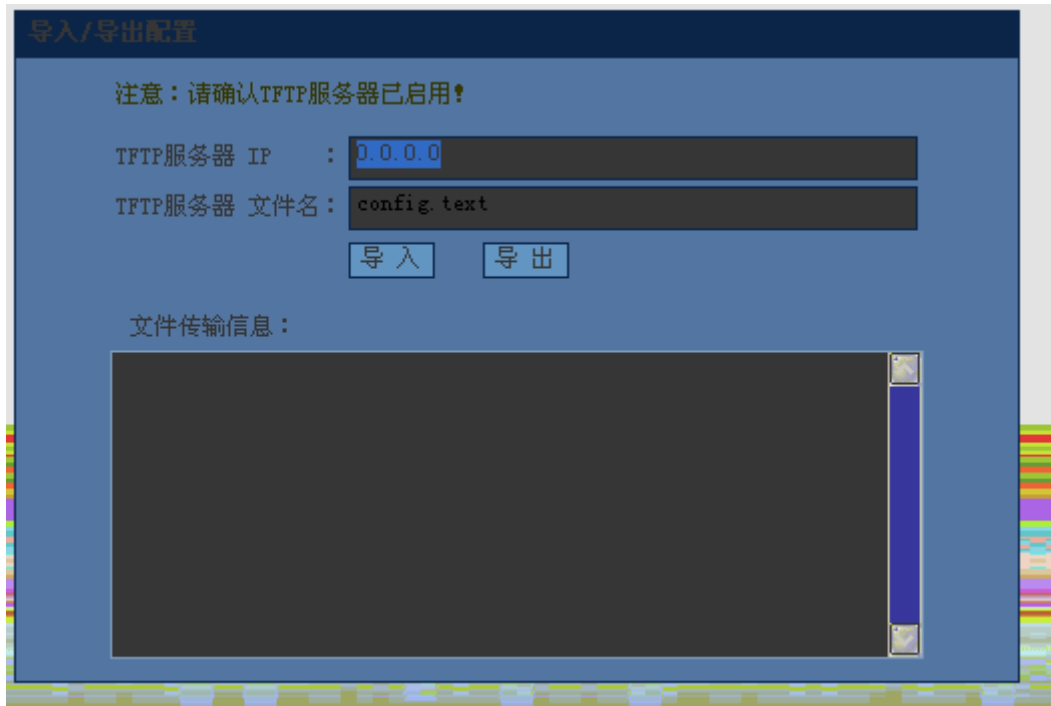 导入/导出配置
注意：请确认TFTP服务器已启用！
TFTP服务器 IP ： 0.0.0.0
TFTP服务器 文件名： config.text
导 入 导 出
文件传输信息：